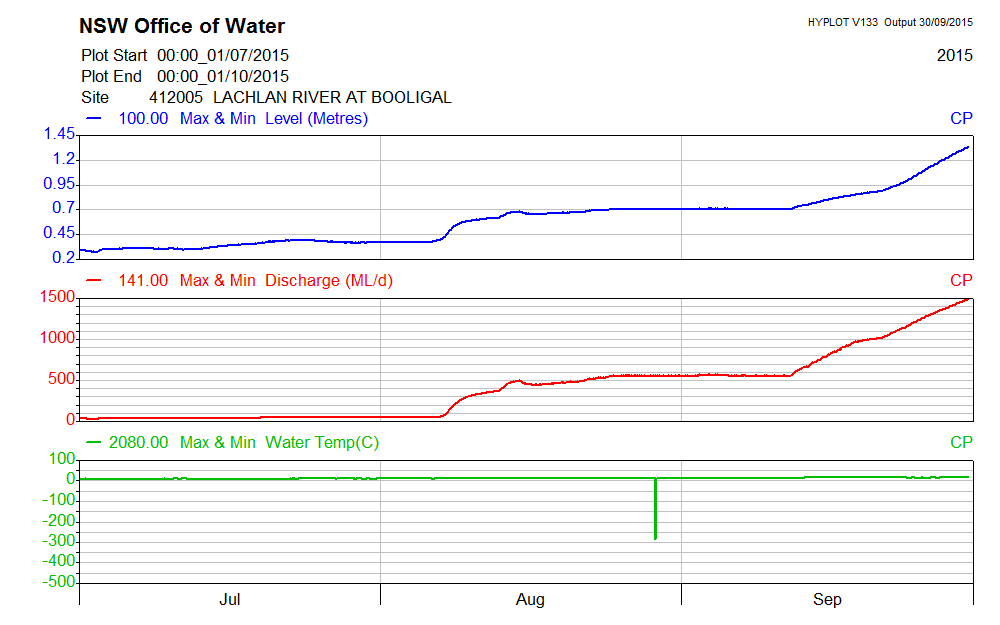 NSW Office of Water
HYPLOT V133 Output 30/09/2015
Plot Start 00:00_01/07/2015
2015
Plot End 00:00_01/10/2015
Site 412005 LACHLAN RIVER AT BOOLIGAL
100.00 Max & Min Level (Metres)
CP
1.45
1.2
0.95
0.7
0.45
0.2
141.00 Max & Min Discharge (ML/d)
CP
1500
1000
500
0
2080.00 Max & Min Water Temp(C)
CP
100
0
-100
-200
-300
-400
-500
Jul
Aug
Sep